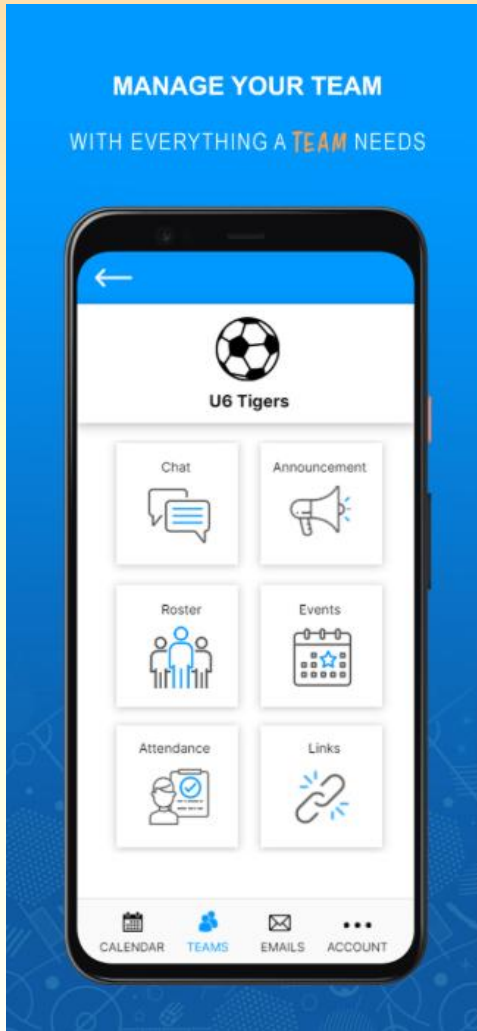 MANAGE YOUR TEAM
WITH EVERYTHING A TEAM NEEDS
U6 Tigers
Chat Announcement
Roster Events
Attendance Links
CALENDAR TEAMS EMAILS ACCOUNT